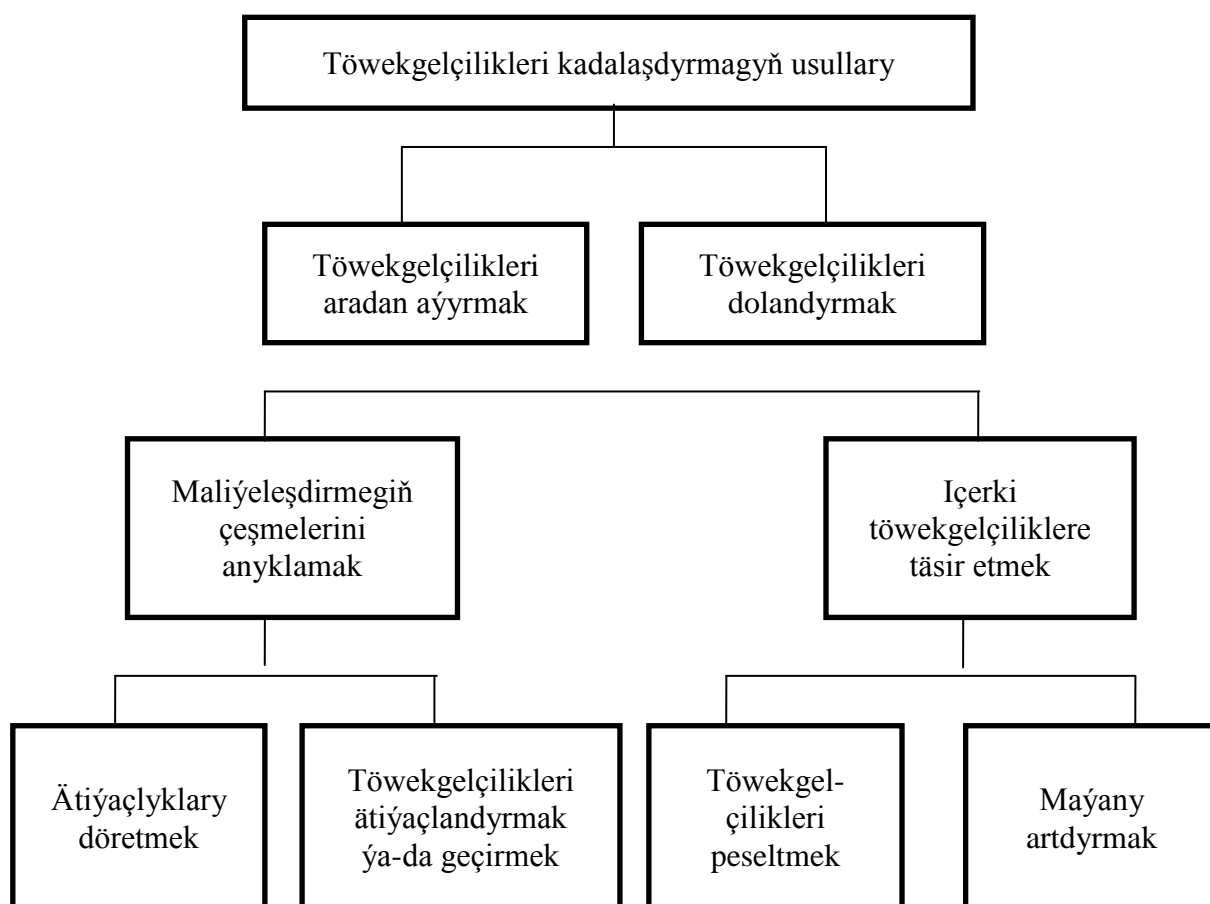 Töwekgelçilikleri kadalaşdyrmagyň usullary
Töwekgelçilikleri
aradan aýyrmak
Töwekgelçilikleri
dolandyrmak
Maliýeleşdirmegiň
çeşmelerini
anyklamak
Içerki
töwekgelçiliklere
täsir etmek
Ätiýaçlyklary
döretmek
Töwekgelçilikleri
ätiýaçlandyrmak
ýa-da geçirmek
Töwekgel-
çilikleri
peseltmek
Maýany
artdyrmak